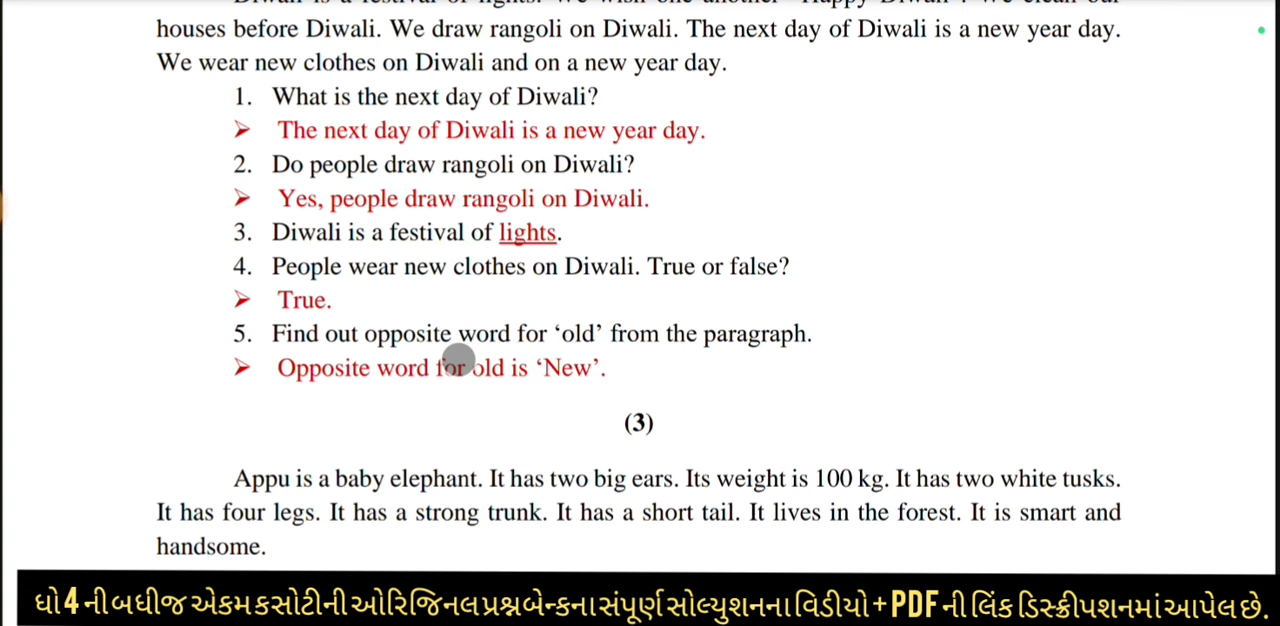 houses before Diwali. We draw rangoli on Diwali. The next day of Diwali is a new year day.
We wear new clothes on Diwali and on a new year day.
1. What is the next day of Diwali?
➢ The next day of Diwali is a new year day.
2. Do people draw rangoli on Diwali?
➢ Yes, people draw rangoli on Diwali.
3. Diwali is a festival of lights.
4. People wear new clothes on Diwali. True or false?
➢ True.
5. Find out opposite word for ‘old’ from the paragraph.
➢ Opposite word for old is ‘New’.
(3)
Appu is a baby elephant. It has two big ears. Its weight is 100 kg. It has two white tusks.
It has four legs. It has a strong trunk. It has a short tail. It lives in the forest. It is smart and
handsome.
ધો 4 ની બધીજ એકમ કસોટીની ઓરિજિનલ પ્રશ્નબેન્કના સંપૂર્ણ સોલ્યુશનના વિડીયો + PDF ની લિંક ડિસ્ક્રીપશનમાં આપેલ છે.